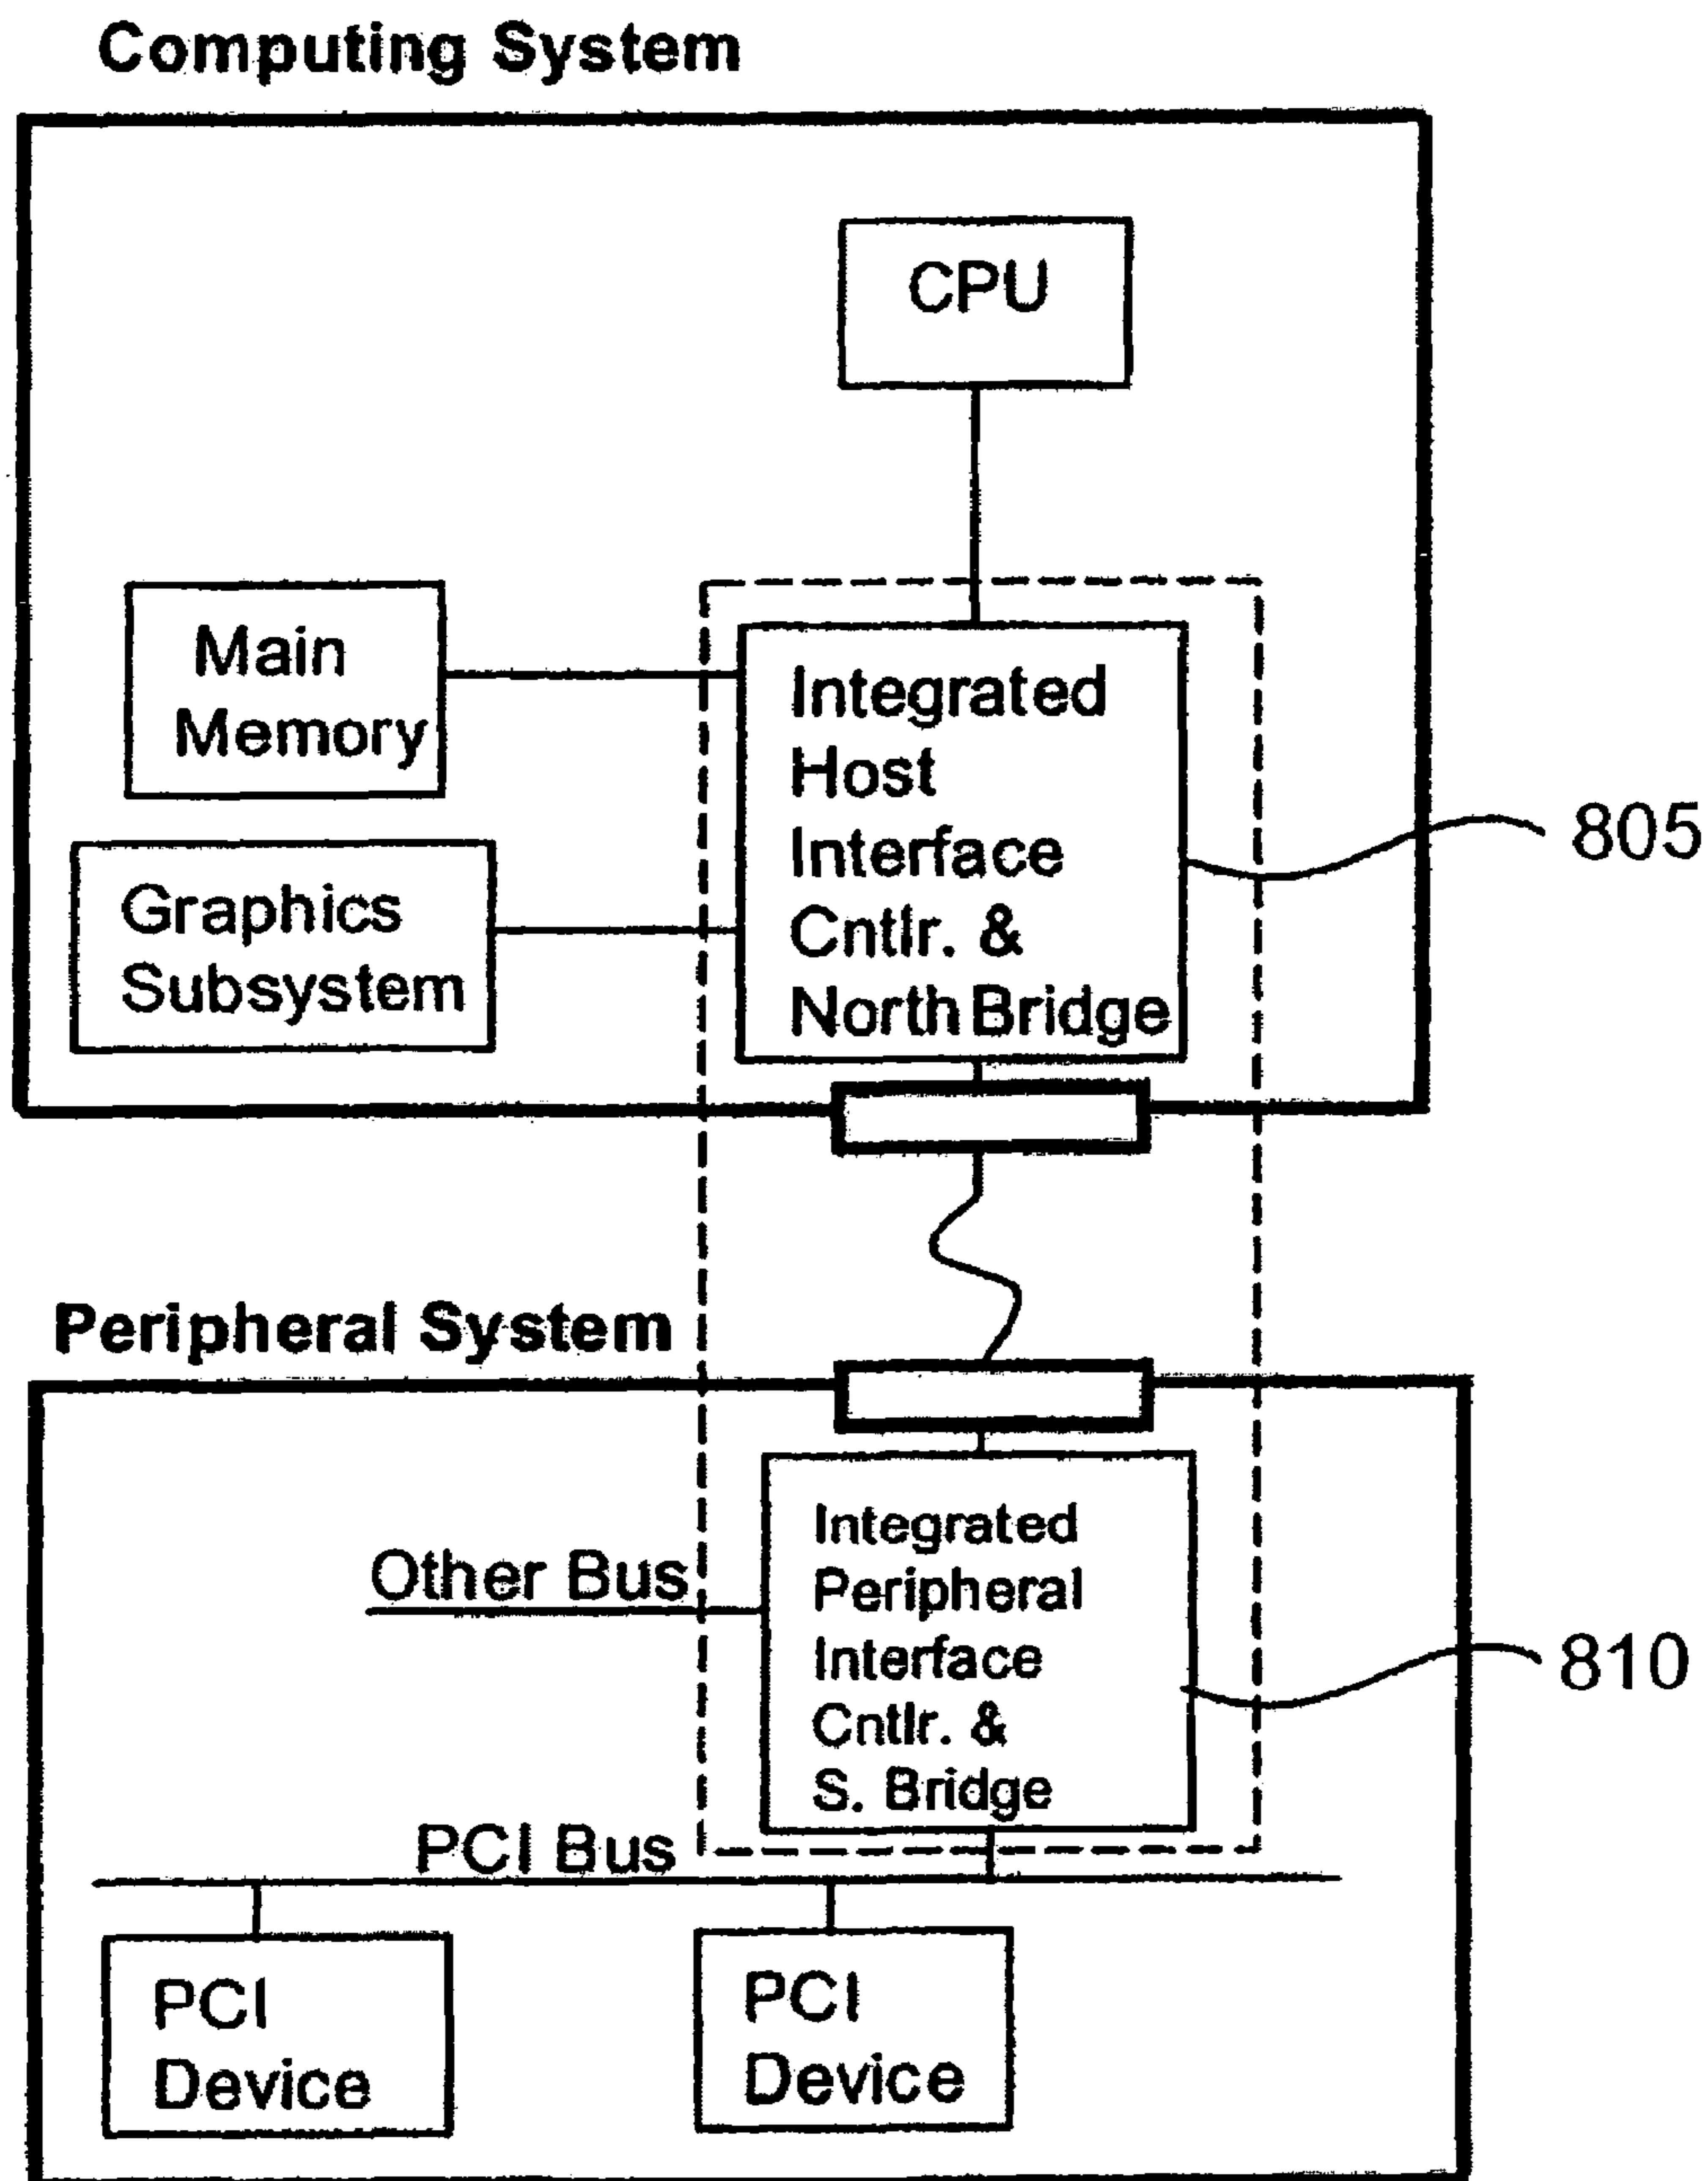 Computing System
CPU
Main
Memory
Graphics
Subsystem
Integrated
Host
Interface
Cntlr. &
North Bridge
805
Peripheral System
Other Bus
Integrated
Peripheral
Interface
Cntlr. &
S. Bridge
810
PCI Bus
PCI
Device
PCI
Device